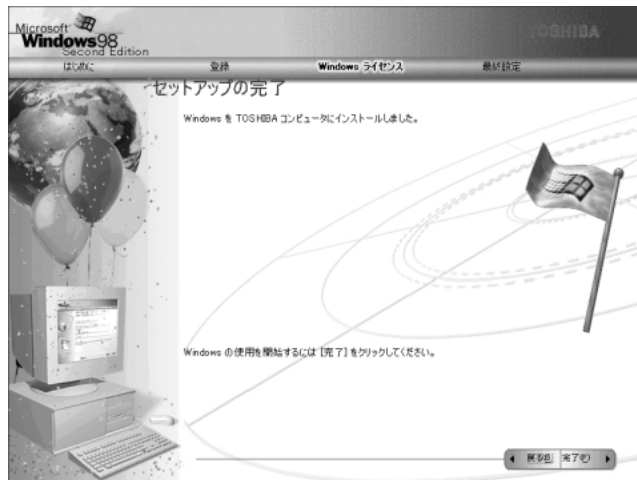 Microsoft
Windows98
Second Edition
TOSHIBA
はじめに 登録 Windows ライセンス 最終設定
セットアップの完了
Windows を TOSHIBA コンピュータにインストールしました。
Windows の使用を開始するには [完了] をクリックしてください。
戻る(B) 完了(F)